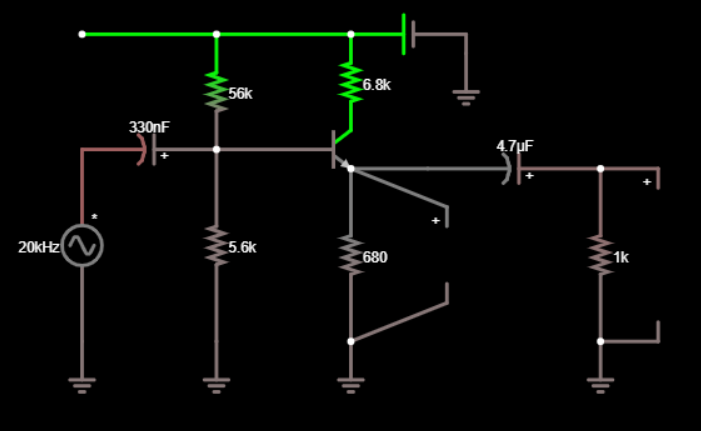 56k
6.8k
330nF
+
4.7μF
+
+
*
+
20kHz
5.6k
680
1k